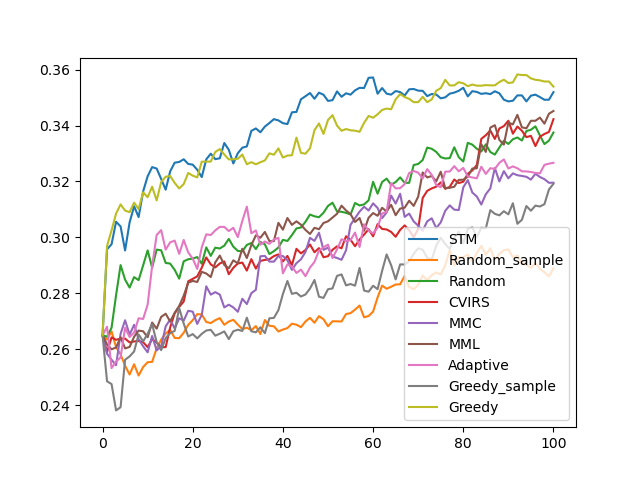 0.36
0.34
0.32
0.30
0.28
0.26
0.24
0
20
40
60
80
100
STM
Random_sample
Random
CVIRS
MMC
MML
Adaptive
Greedy_sample
Greedy